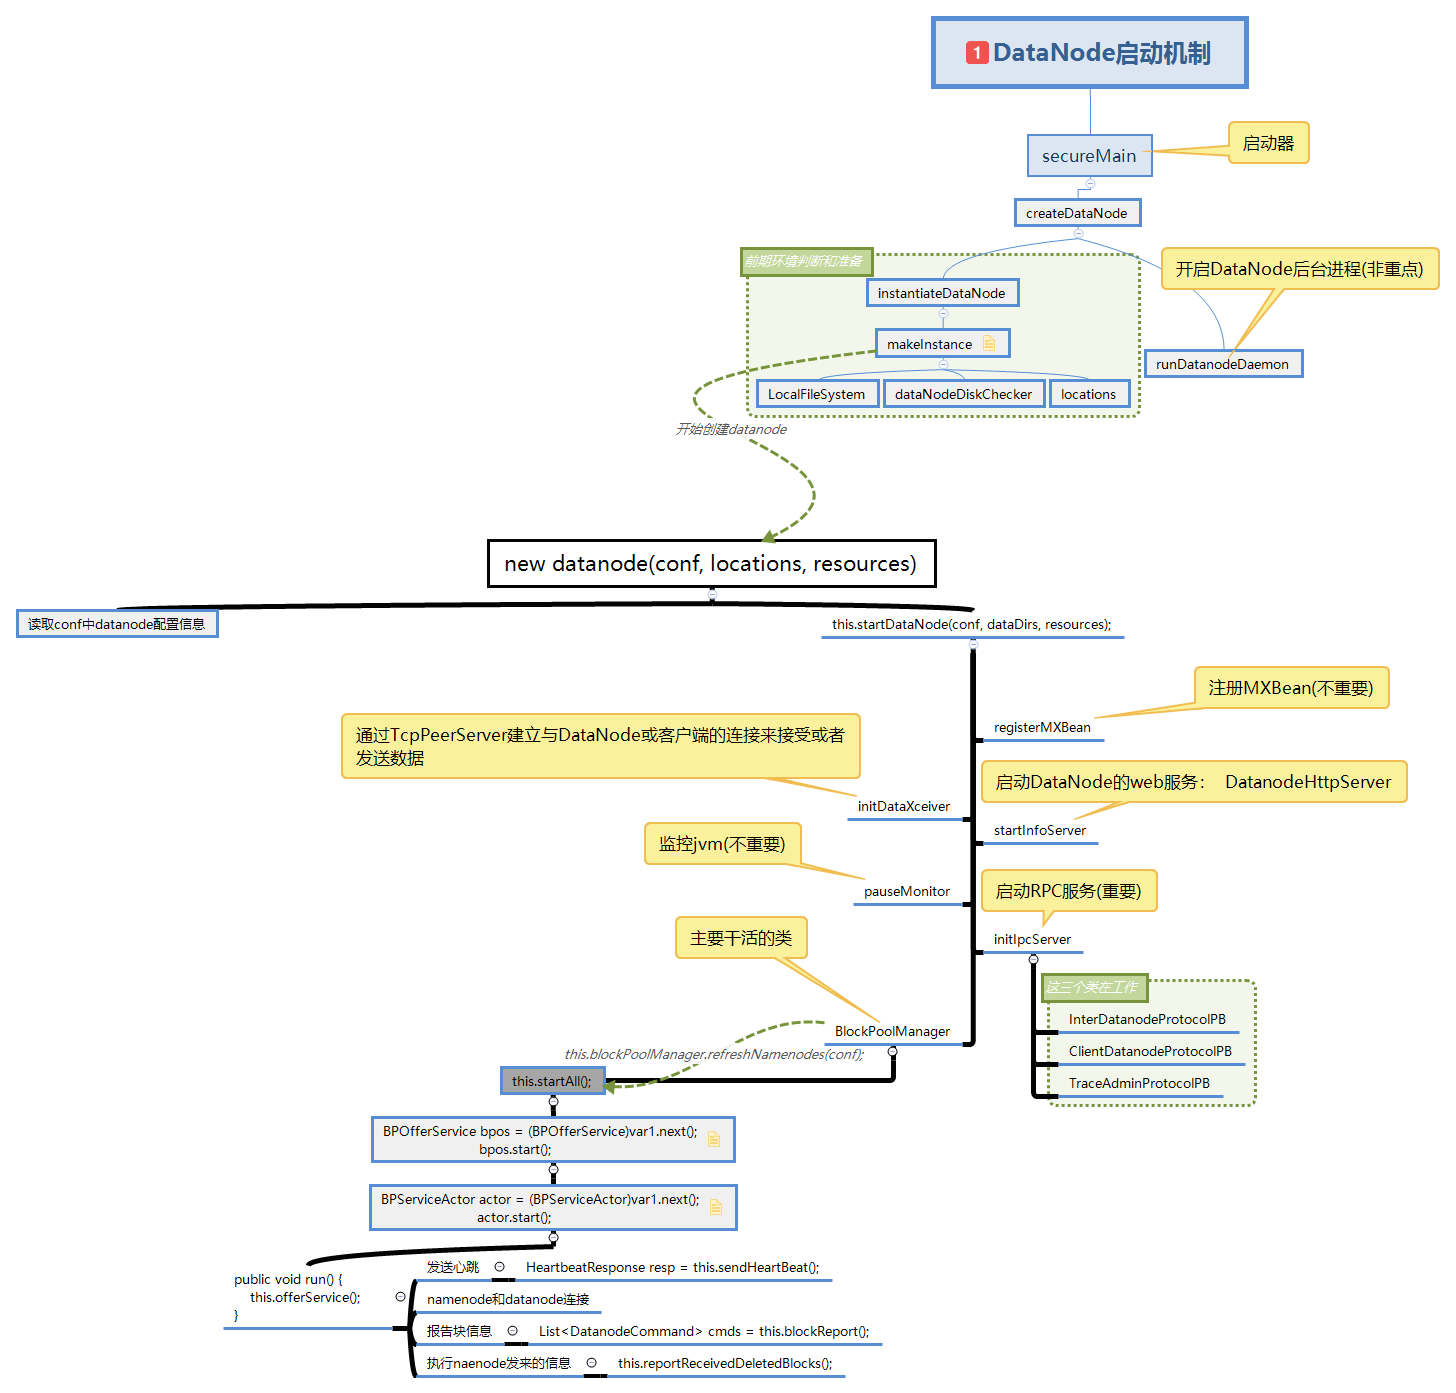 1 DataNode启动机制
secureMain
启动器
createDataNode
前期环境判断和准备
开启DataNode后台进程(非重点)
instantiateDataNode
makeInstance
runDatanodeDaemon
LocalFileSystem
dataNodeDiskChecker
locations
开始创建datanode
new datanode(conf, locations, resources)
读取conf中datanode配置信息
this.startDataNode(conf, dataDirs, resources);
注册MXBean(不重要)
registerMXBean
通过TcpPeerServer建立与DataNode或客户端的连接来接受或者
发送数据
启动DataNode的web服务： DatanodeHttpServer
initDataXceiver
startInfoServer
监控jvm(不重要)
启动RPC服务(重要)
pauseMonitor
主要干活的类
initIpcServer
这三个类在工作
InterDatanodeProtocolPB
ClientDatanodeProtocolPB
TraceAdminProtocolPB
BlockPoolManager
this.blockPoolManager.refreshNamenodes(conf);
this.startAll();
BPOfferService bpos = (BPOfferService)var1.next();
bpos.start();
BPServiceActor actor = (BPServiceActor)var1.next();
actor.start();
public void run() {
this.offerService();
}
发送心跳
HeartbeatResponse resp = this.sendHeartBeat();
namenode和datanode连接
报告块信息
List<DatanodeCommand> cmds = this.blockReport();
执行naenode发来的信息
this.reportReceivedDeletedBlocks();